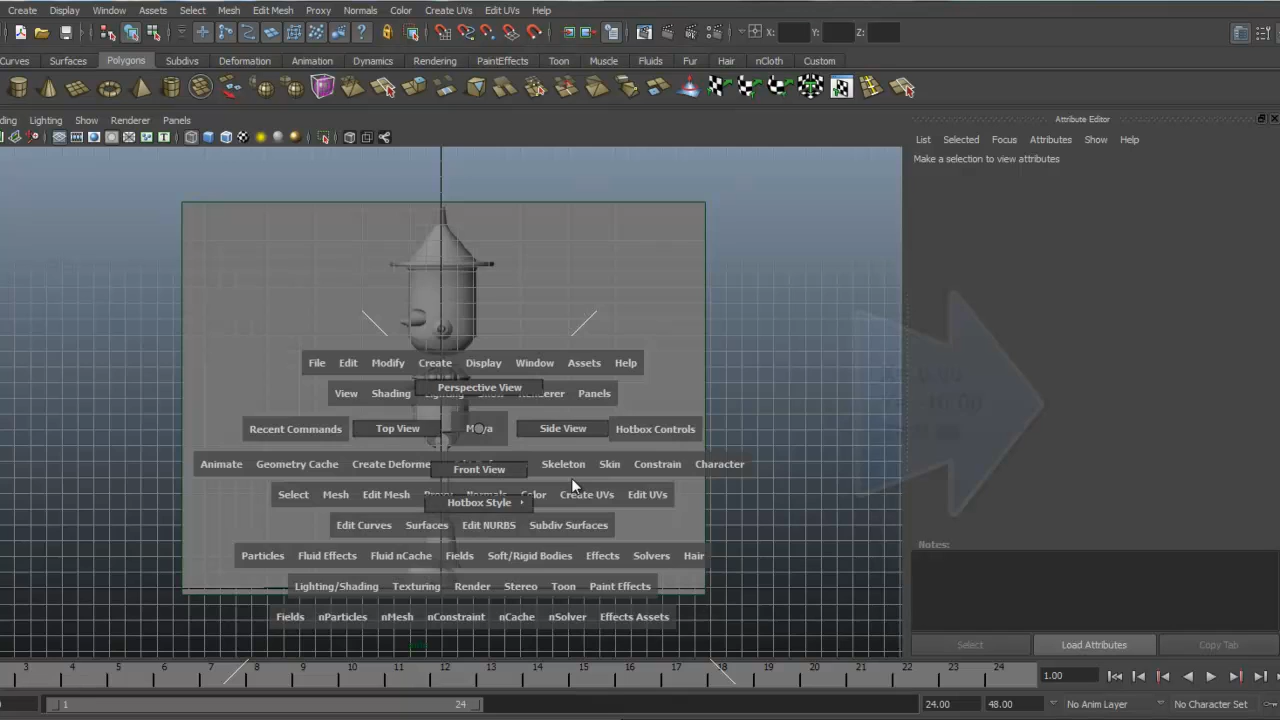 Create Display Window Assets Select Mesh Edit Mesh Proxy Normals Color Create UVs Edit UVs Help
X: Y: Z:
Curves Surfaces Polygons Subdivs Deformation Animation Dynamics Rendering PaintEffects Toon Muscle Fluids Fur Hair nCloth Custom
ding Lighting Show Renderer Panels
Attribute Editor
List Selected Focus Attributes Show Help
Make a selection to view attributes
File Edit Modify Create Display Window Assets Help
Perspective View
View Shading Panels
Recent Commands Top View Side View Hotbox Controls
Animate Geometry Cache Create Deforme Skeleton Skin Constrain Character
Front View
Select Mesh Edit Mesh Normals Color Create UVs Edit UVs
Hotbox Style
Edit Curves Surfaces Edit NURBS Subdiv Surfaces
Particles Fluid Effects Fluid nCache Fields Soft/Rigid Bodies Effects Solvers Hair
Lighting/Shading Texturing Render Stereo Toon Paint Effects
Fields nParticles nMesh nConstraint nCache nSolver Effects Assets
Notes:
Select Load Attributes Copy Tab
3 4 5 6 7 8 9 10 11 12 13 14 15 16 17 18 19 20 21 22 23 24 1.00
1 24 24.00 48.00 No Anim Layer No Character Set